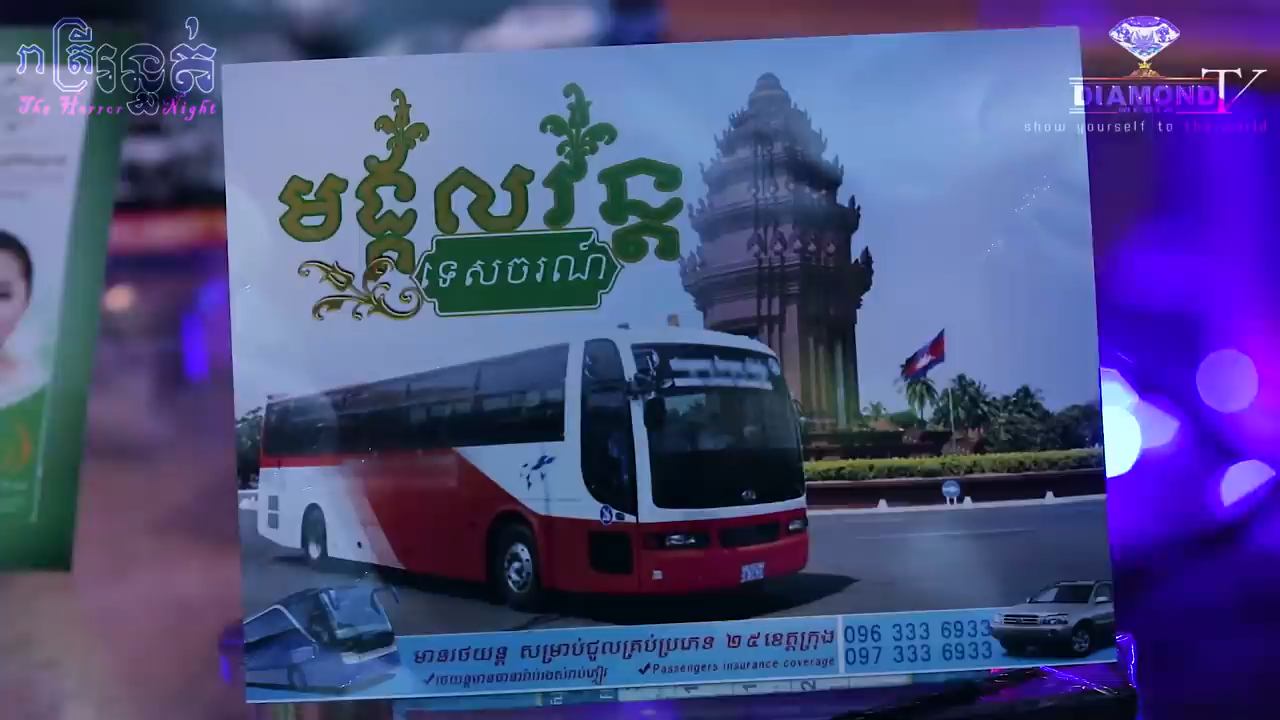 រាត្រីរន្ធត់
The Horror Night
DIAMOND TV
MEDIA
show yourself to the world
មង្គលរ័ន្ត
ទេសចរណ៍
មានរថយន្ត សម្រាប់ជួលគ្រប់ប្រភេទ ២៥ខេត្តក្រុង
✓Passengers insurance coverage
096 333 6933
097 333 6933